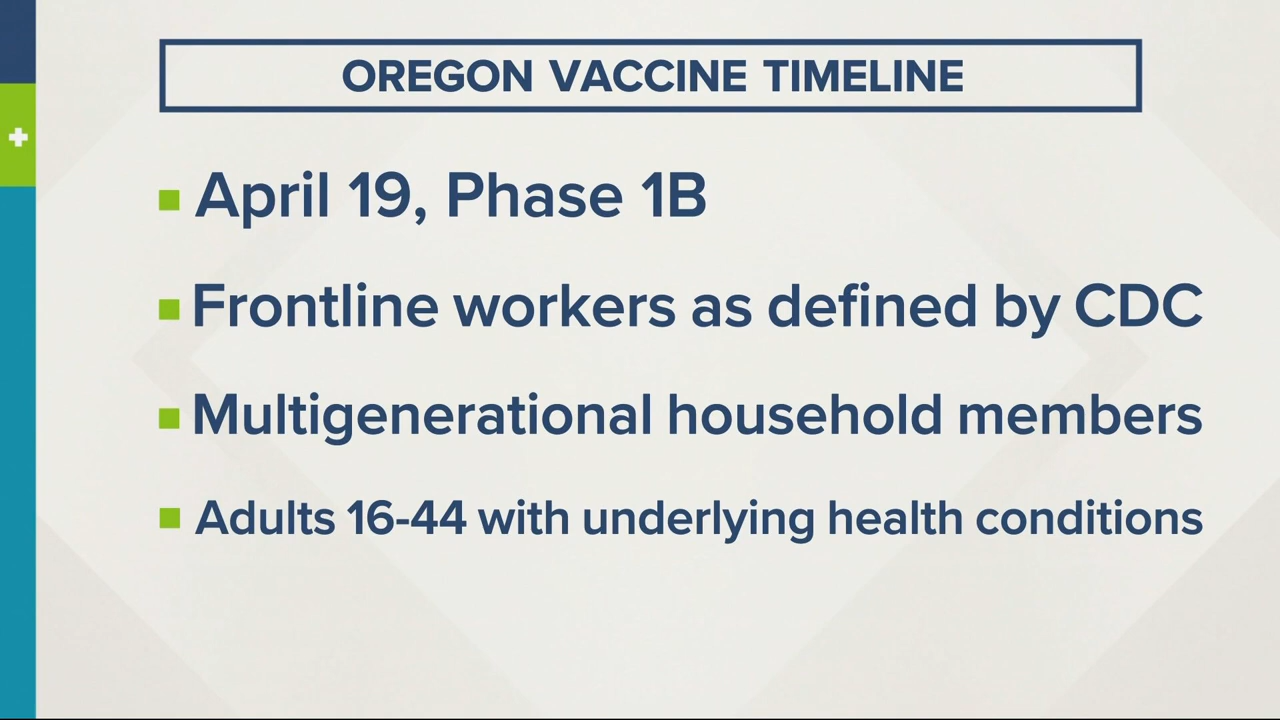 OREGON VACCINE TIMELINE
April 19, Phase 1B
Frontline workers as defined by CDC
Multigenerational household members
Adults 16-44 with underlying health conditions